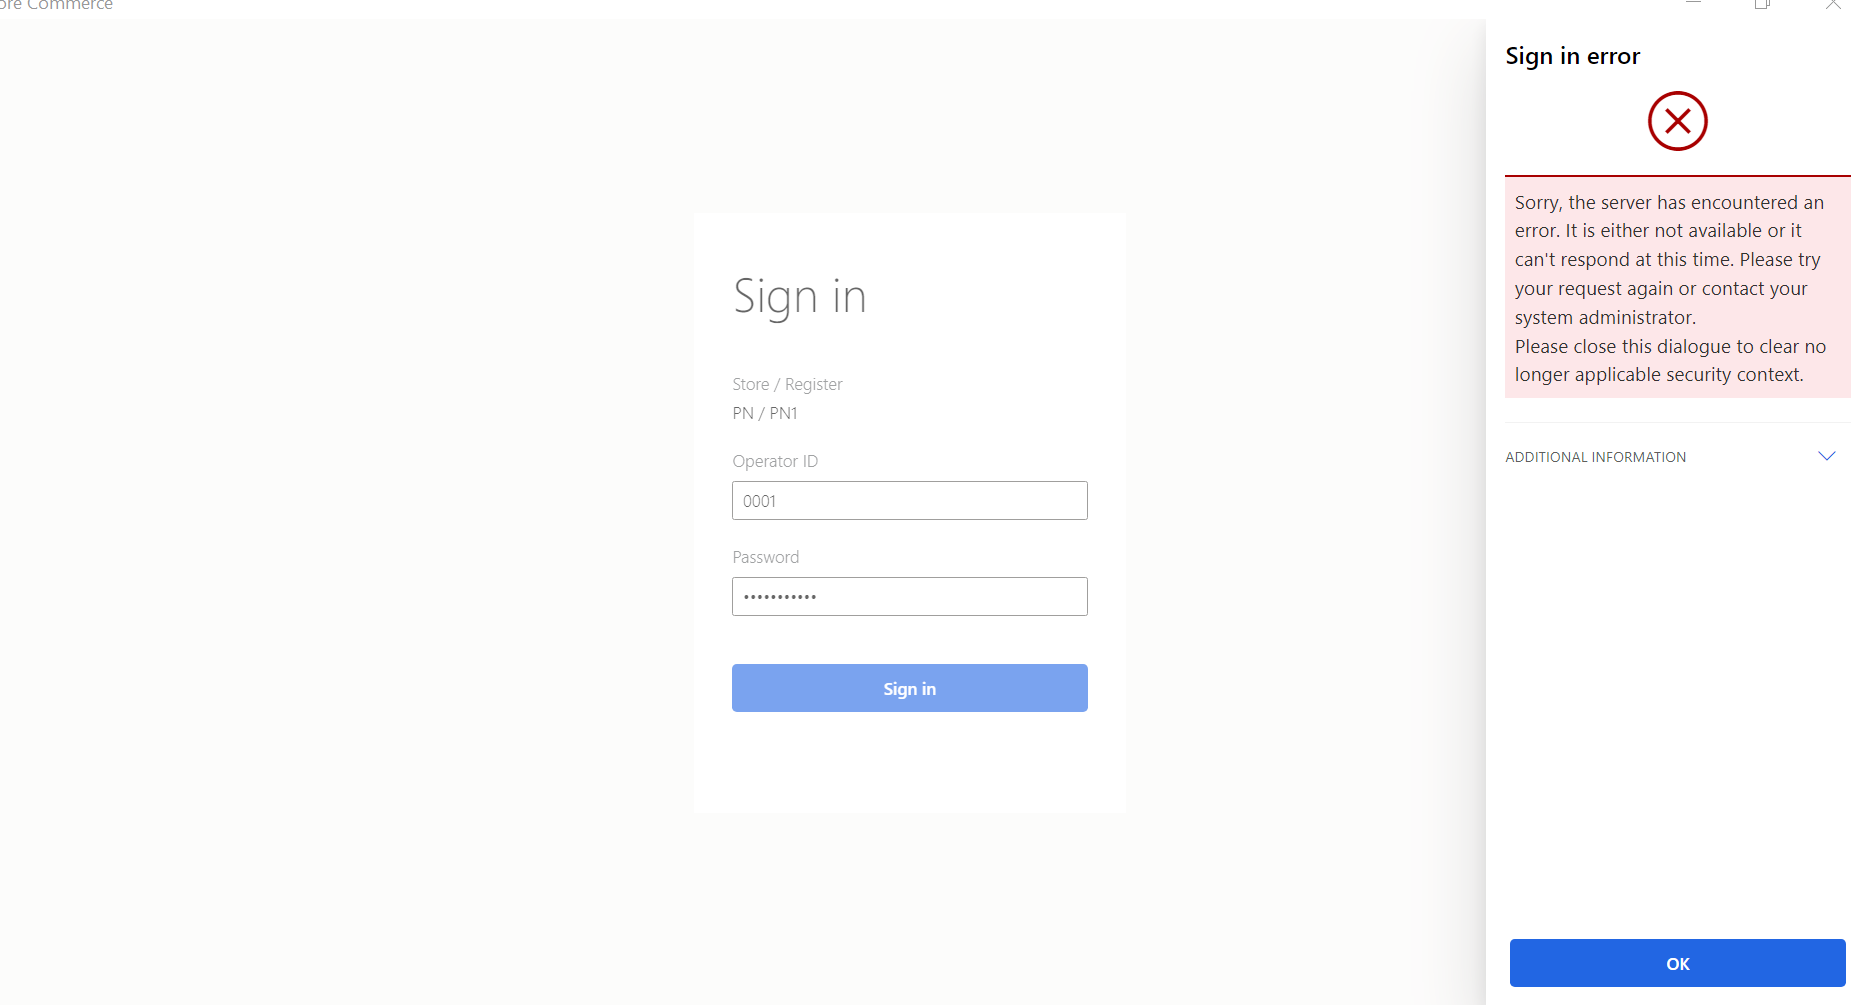 ore Commerce
Sign in error
Sorry, the server has encountered an
error. It is either not available or it
can't respond at this time. Please try
your request again or contact your
system administrator.
Please close this dialogue to clear no
longer applicable security context.
ADDITIONAL INFORMATION
OK
Sign in
Store / Register
PN / PN1
Operator ID
0001
Password
•••••••••••
Sign in